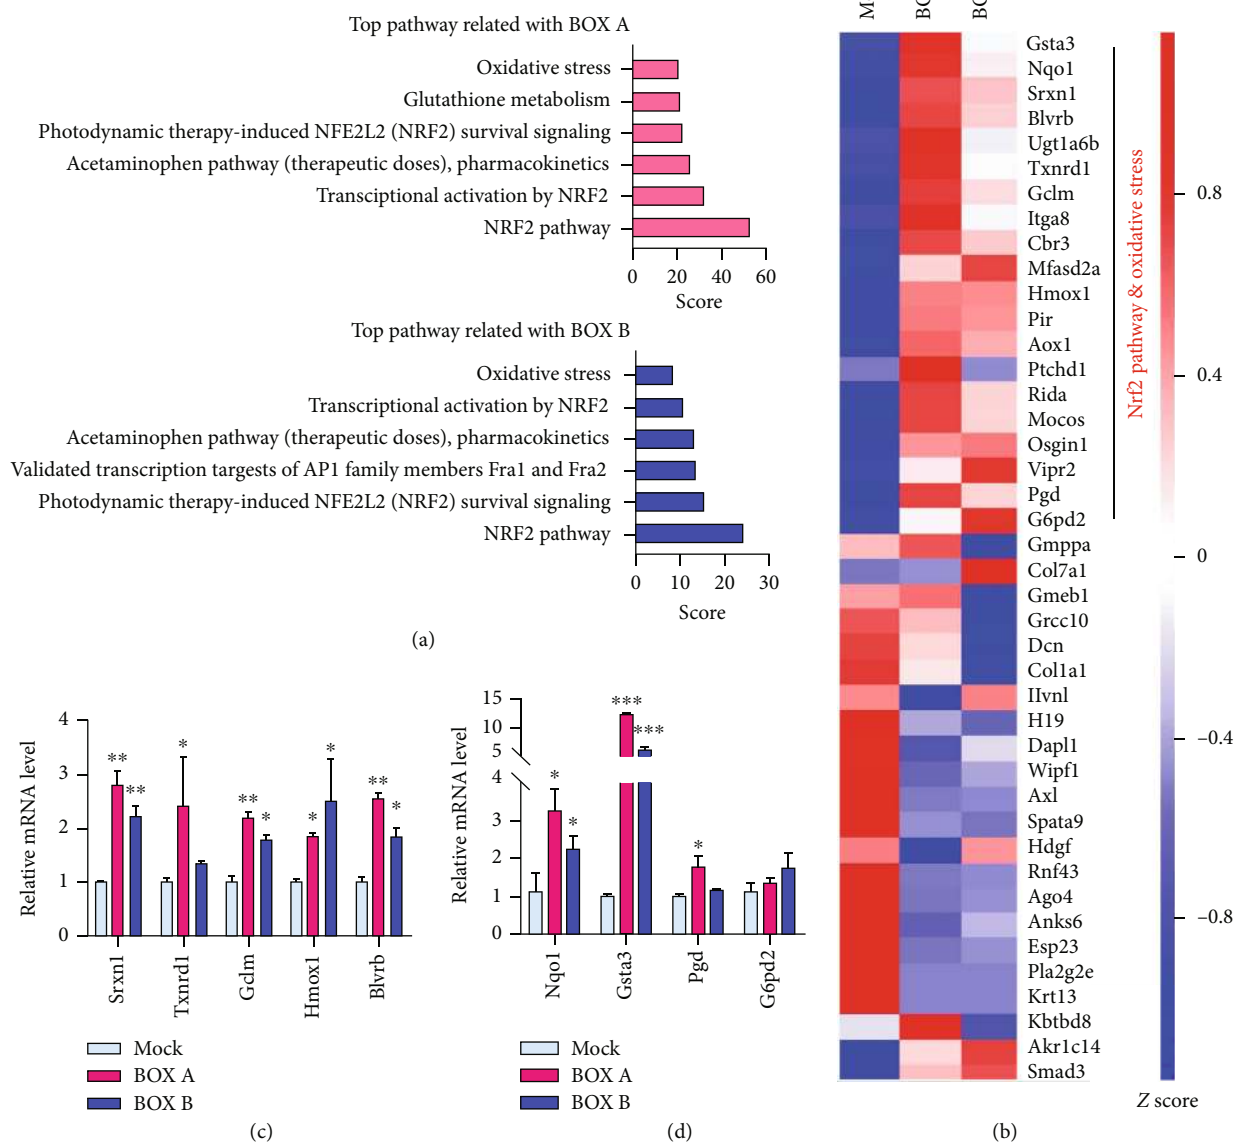 Top pathway related with BOX A
Oxidative stress
Glutathione metabolism
Photodynamic therapy-induced NFE2L2 (NRF2) survival signaling
Acetaminophen pathway (therapeutic doses), pharmacokinetics
Transcriptional activation by NRF2
NRF2 pathway
0 20 40 60
Score
Top pathway related with BOX B
Oxidative stress
Transcriptional activation by NRF2
Acetaminophen pathway (therapeutic doses), pharmacokinetics
Validated transcription targests of AP1 family members Fra1 and Fra2
Photodynamic therapy-induced NFE2L2 (NRF2) survival signaling
NRF2 pathway
0 10 20 30
Score
(a)
Gsta3
Nqo1
Srxn1
Blvrb
Ugt1a6b
Txnrd1
Gclm
Itga8
Cbr3
Mfasd2a
Hmox1
Pir
Aox1
Ptchd1
Rida
Mocos
Osgin1
Vipr2
Pgd
G6pd2
Gmppa
Col7a1
Gmeb1
Grcc10
Dcn
Col1a1
IIvnl
H19
Dapl1
Wipf1
Axl
Spata9
Hdgf
Rnf43
Ago4
Anks6
Esp23
Pla2g2e
Krt13
Kbtbd8
Akr1c14
Smad3
Nrf2 pathway & oxidative stress
0.8
0.4
0
−0.4
−0.8
Z score
(b)
Relative mRNA level
4
3
2
1
0
** ** * ** * * * ** *
Srxn1
Txnrd1
Gclm
Hmox1
Blvrb
Mock
BOX A
BOX B
(c)
Relative mRNA level
15
10
5
4
3
2
1
0
* * *** *** *
Nqo1
Gsta3
Pgd
G6pd2
Mock
BOX A
BOX B
(d)